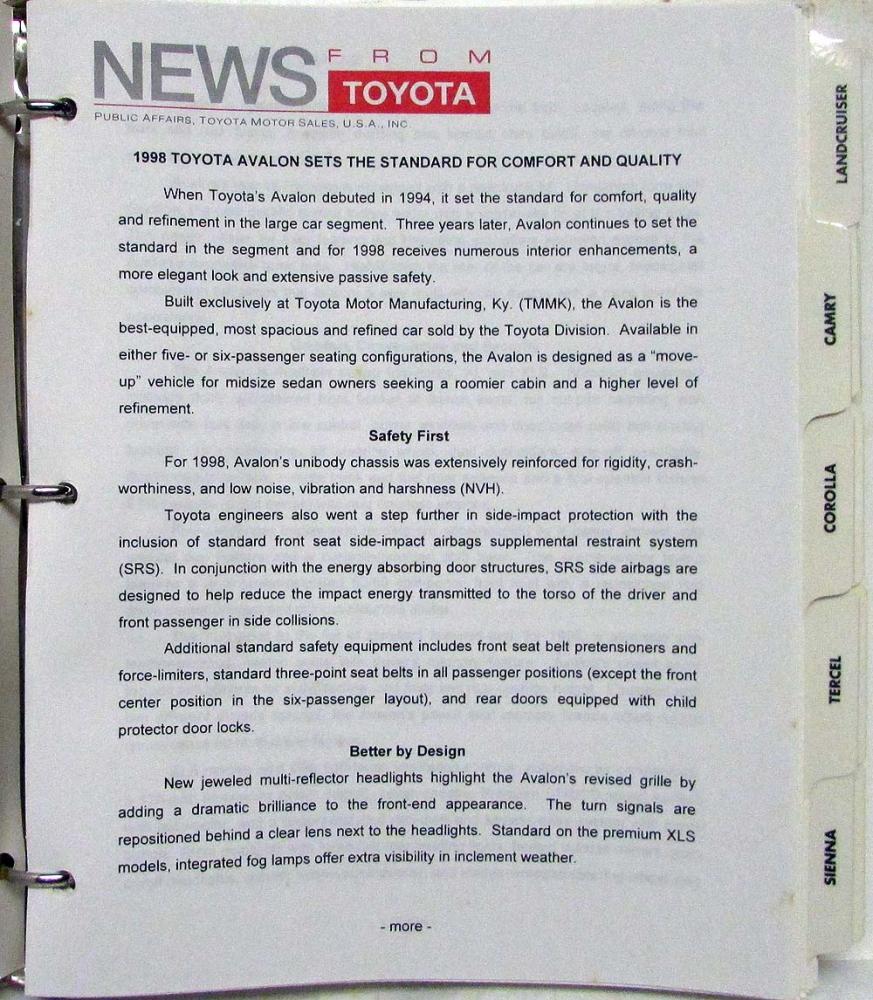 NEWS FROM
TOYOTA
PUBLIC AFFAIRS, TOYOTA MOTOR SALES, U.S.A., INC.
1998 TOYOTA AVALON SETS THE STANDARD FOR COMFORT AND QUALITY
When Toyota's Avalon debuted in 1994, it set the standard for comfort, quality
and refinement in the large car segment. Three years later, Avalon continues to set the
standard in the segment and for 1998 receives numerous interior enhancements, a
more elegant look and extensive passive safety.
Built exclusively at Toyota Motor Manufacturing, Ky. (TMMK), the Avalon is the
best-equipped, most spacious and refined car sold by the Toyota Division. Available in
either five- or six-passenger seating configurations, the Avalon is designed as a “move-
up” vehicle for midsize sedan owners seeking a roomier cabin and a higher level of
refinement.
Safety First
For 1998, Avalon's unibody chassis was extensively reinforced for rigidity, crash-
worthiness, and low noise, vibration and harshness (NVH).
Toyota engineers also went a step further in side-impact protection with the
inclusion of standard front seat side-impact airbags supplemental restraint system
(SRS). In conjunction with the energy absorbing door structures, SRS side airbags are
designed to help reduce the impact energy transmitted to the torso of the driver and
front passenger in side collisions.
Additional standard safety equipment includes front seat belt pretensioners and
force-limiters, standard three-point seat belts in all passenger positions (except the front
center position in the six-passenger layout), and rear doors equipped with child
protector door locks.
Better by Design
New jeweled multi-reflector headlights highlight the Avalon's revised grille by
adding a dramatic brilliance to the front-end appearance. The turn signals are
repositioned behind a clear lens next to the headlights. Standard on the premium XLS
models, integrated fog lamps offer extra visibility in inclement weather.
- more -
LANDCRUISER
CAMRY
COROLLA
TERCEL
SIENNA